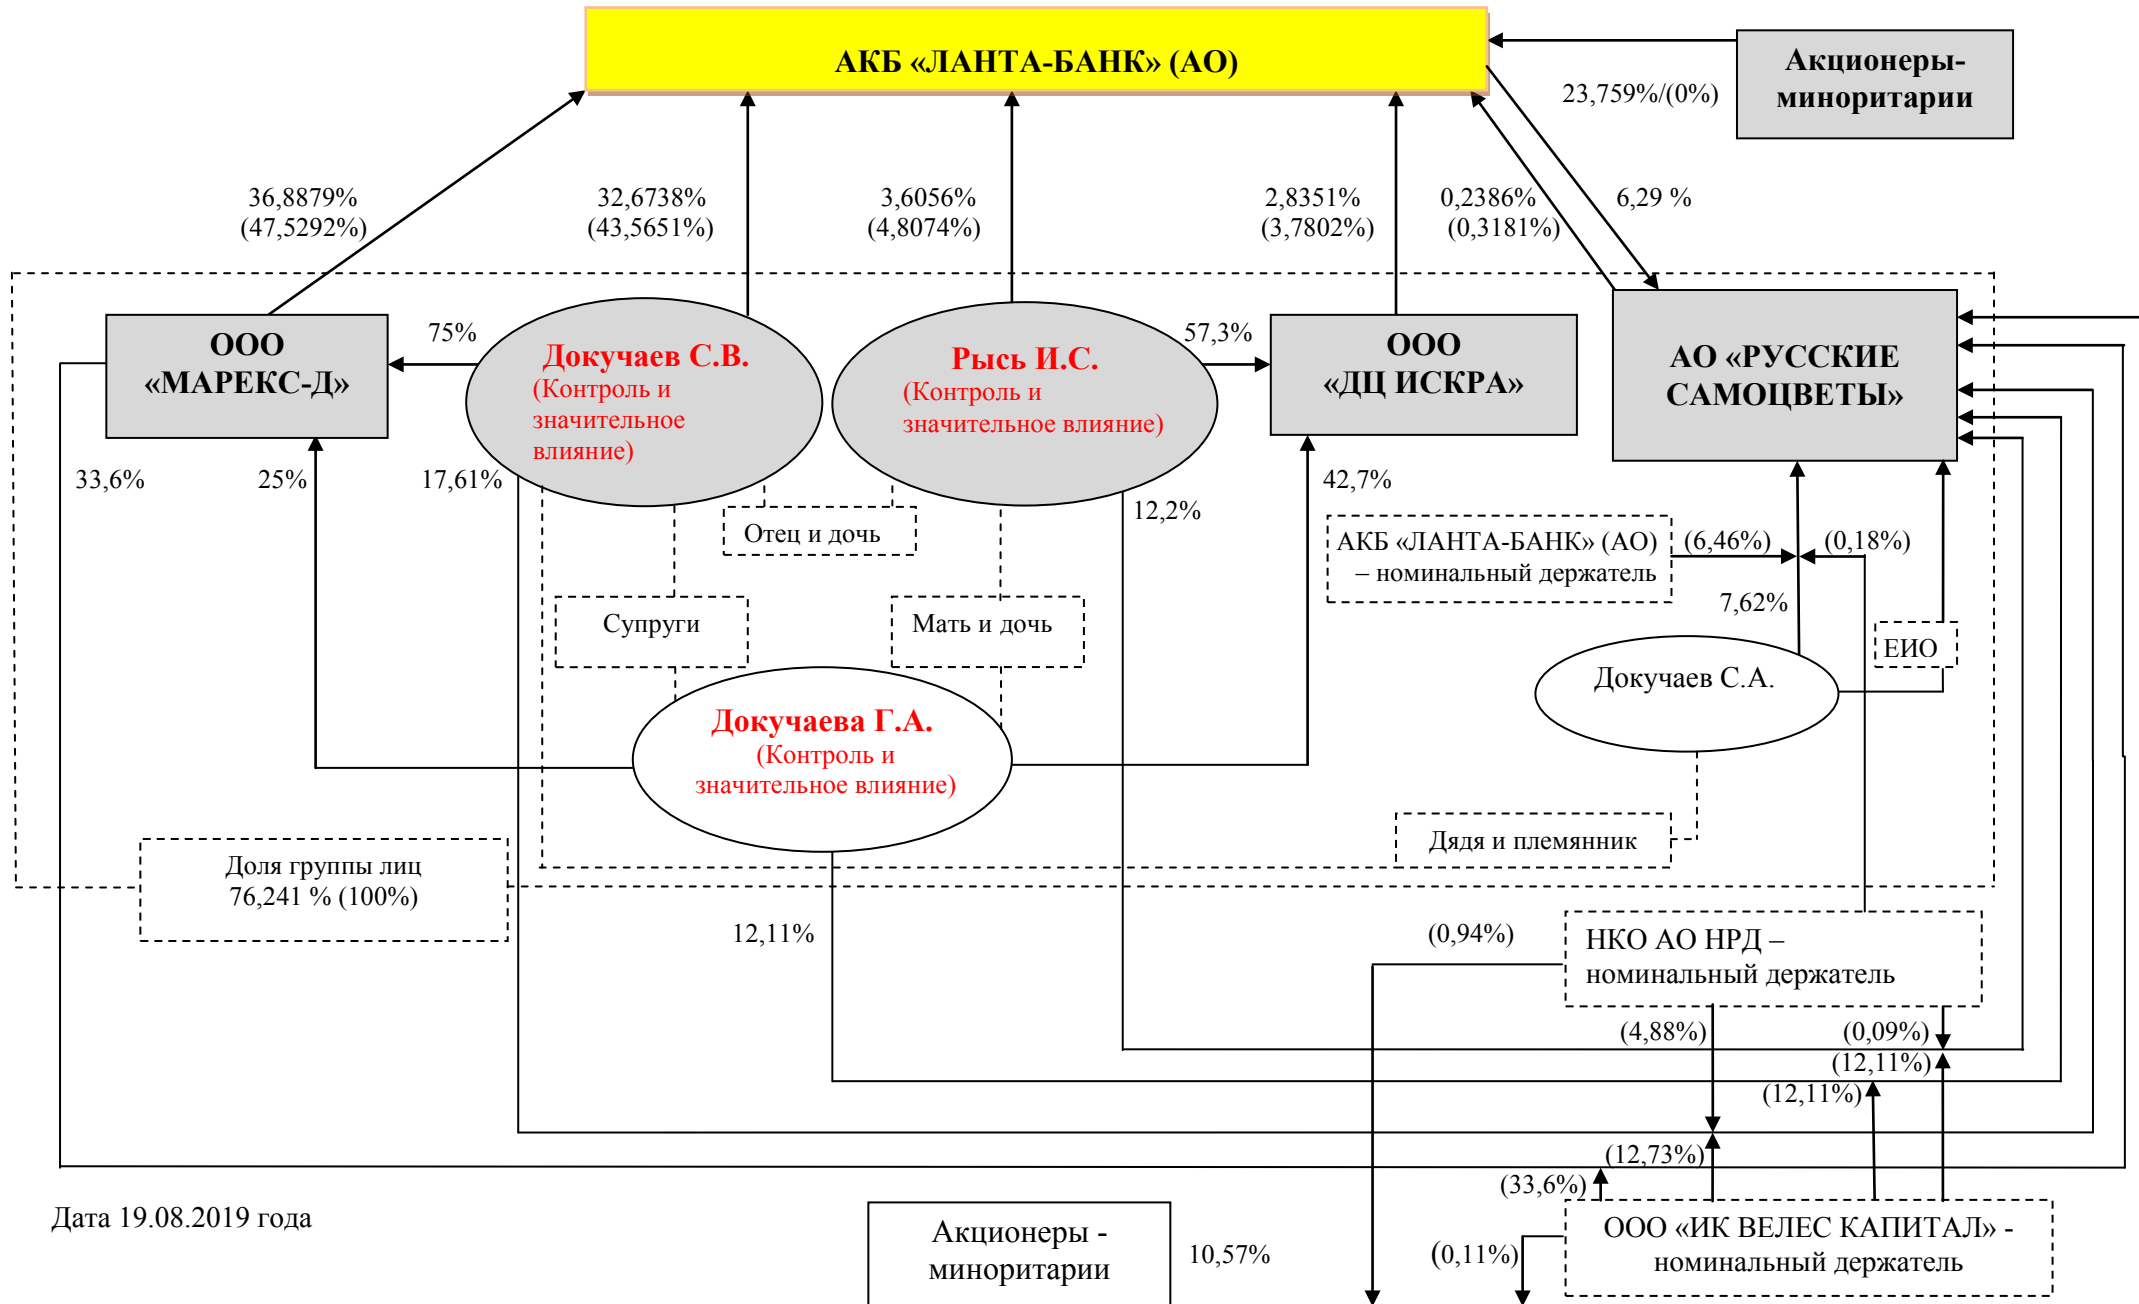 АКБ «ЛАНТА-БАНК» (АО)
Акционеры-
миноритарии
23,759%/(0%)
36,8879%
(47,5292%)
32,6738%
(43,5651%)
3,6056%
(4,8074%)
2,8351%
(3,7802%)
0,2386%
(0,3181%)
6,29 %
ООО
«МАРЕКС-Д»
75%
Докучаев С.В.
(Контроль и
значительное
влияние)
Рысь И.С.
(Контроль и
значительное влияние)
57,3%
ООО
«ДЦ ИСКРА»
АО «РУССКИЕ
САМОЦВЕТЫ»
33,6%
25%
17,61%
12,2%
42,7%
Отец и дочь
АКБ «ЛАНТА-БАНК» (АО)
– номинальный держатель
(6,46%)
(0,18%)
7,62%
Супруги
Мать и дочь
ЕИО
Докучаев С.А.
Докучаева Г.А.
(Контроль и
значительное влияние)
Дядя и племянник
Доля группы лиц
76,241 % (100%)
12,11%
(0,94%)
НКО АО НРД –
номинальный держатель
(4,88%)
(0,09%)
(12,11%)
(12,11%)
(12,73%)
(33,6%)
Дата 19.08.2019 года
Акционеры -
миноритарии
10,57%
(0,11%)
ООО «ИК ВЕЛЕС КАПИТАЛ» -
номинальный держатель